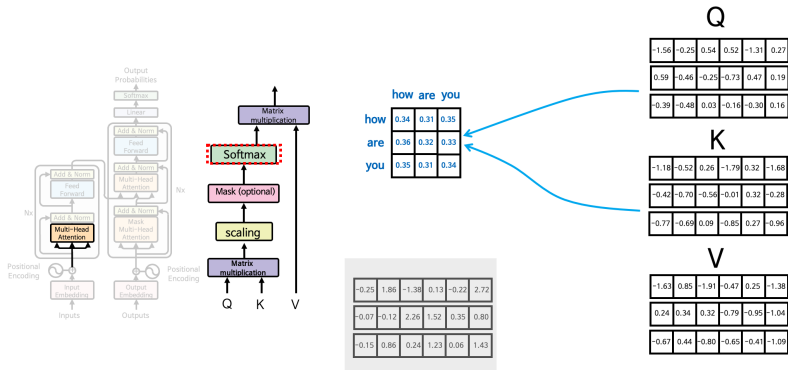 Output
Probabilities
Softmax
Linear
Add & Norm
Feed
Forward
Add & Norm
Multi-Head
Attention
Add & Norm
Mask
Multi-Head
Attention
Nx
Add & Norm
Feed
Forward
Add & Norm
Multi-Head
Attention
Nx
Positional
Encoding
Positional
Encoding
Input
Embedding
Output
Embedding
Inputs
Outputs
Matrix
multiplication
Softmax
Mask (optional)
scaling
Matrix
multiplication
Q K V
how are you
how 0.34 0.31 0.35
are 0.36 0.32 0.33
you 0.35 0.31 0.34
-0.25 1.86 -1.38 0.13 -0.22 2.72
-0.07 -0.12 2.26 1.52 0.35 0.80
-0.15 0.86 0.24 1.23 0.06 1.43
Q
-1.56 -0.25 0.54 0.52 -1.31 0.27
0.59 -0.46 -0.25 -0.73 0.47 0.19
-0.39 -0.48 0.03 -0.16 -0.30 0.16
K
-1.18 -0.52 0.26 -1.79 0.32 -1.68
-0.42 -0.70 -0.56 -0.01 0.32 -0.28
-0.77 -0.69 0.09 -0.85 0.27 -0.96
V
-1.63 0.85 -1.91 -0.47 0.25 -1.38
0.24 0.34 0.32 -0.79 -0.95 -1.04
-0.67 0.44 -0.80 -0.65 -0.41 -1.09